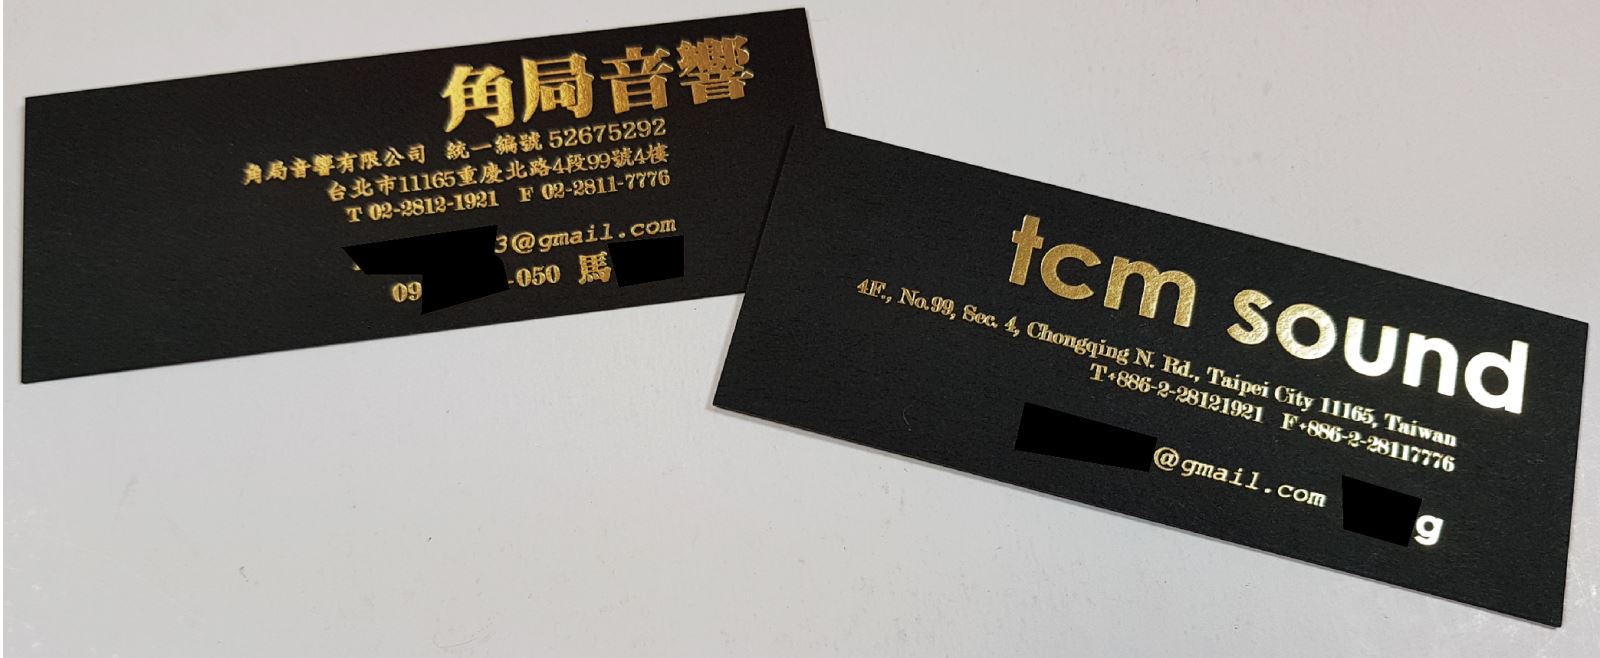 角局音響
角局音響有限公司 統一編號 52675292
台北市11165重慶北路4段99號4樓
T 02-2812-1921 F 02-2811-7776
3@gmail.com
09 -050 馬
tcm sound
4F., No.99, Sec. 4, Chongqing N. Rd., Taipei City 11165, Taiwan
T+886-2-28121921 F+886-2-28117776
@gmail.com g